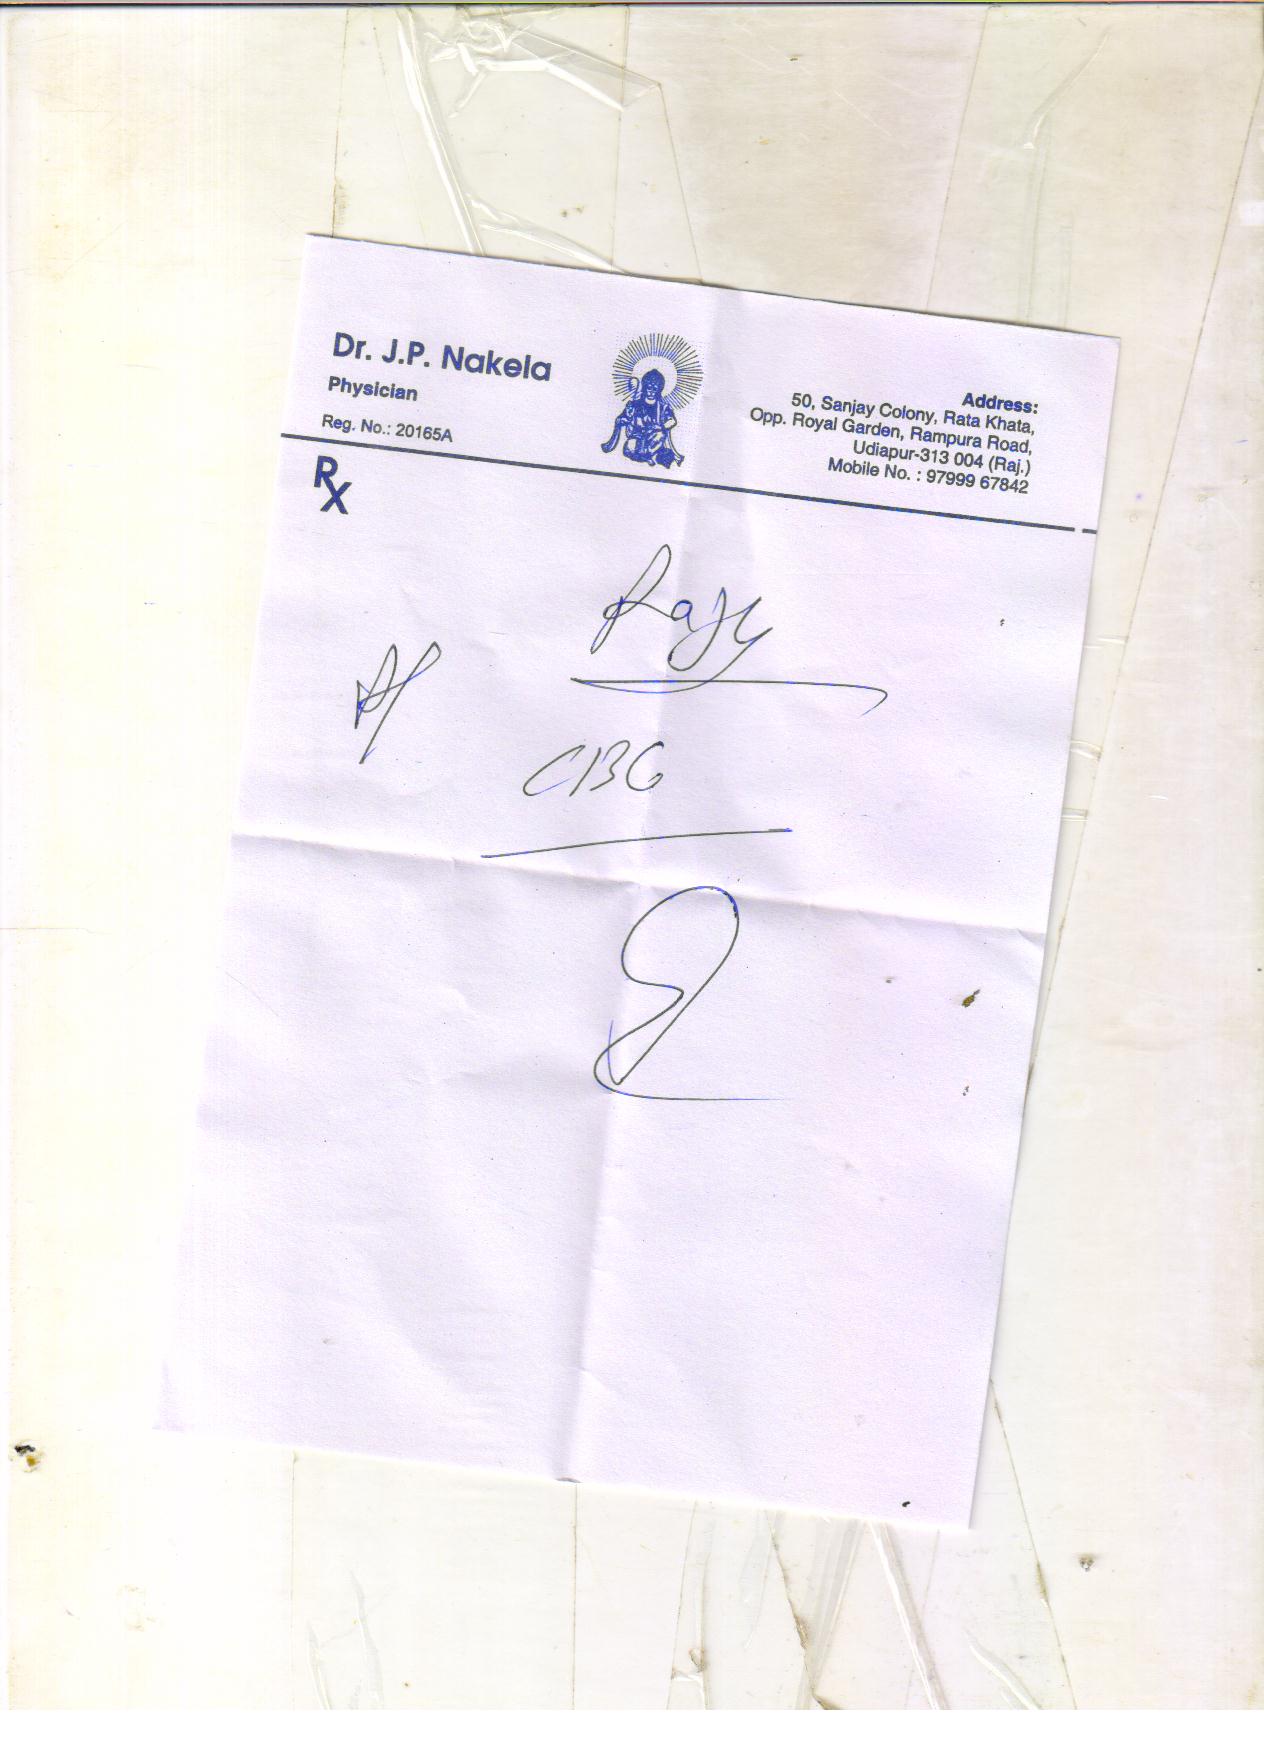 Dr. J.P. Nakela
Physician
Reg. No.: 20165A
Address:
50, Sanjay Colony, Rata Khata,
Opp. Royal Garden, Rampura Road,
Udiapur-313 004 (Raj.)
Mobile No. : 97999 67842
Rx
Raju
CBC